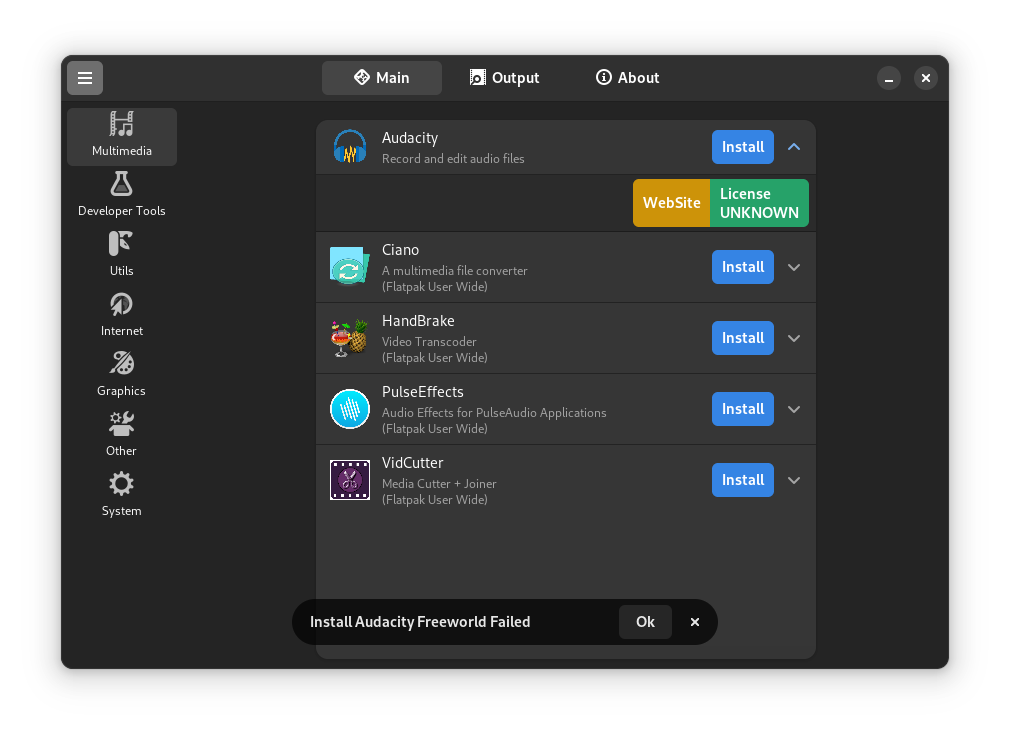 Main
Output
About
Multimedia
Developer Tools
Utils
Internet
Graphics
Other
System
Audacity
Record and edit audio files
Install
WebSite
License
UNKNOWN
Ciano
A multimedia file converter
(Flatpak User Wide)
Install
HandBrake
Video Transcoder
(Flatpak User Wide)
Install
PulseEffects
Audio Effects for PulseAudio Applications
(Flatpak User Wide)
Install
VidCutter
Media Cutter + Joiner
(Flatpak User Wide)
Install
Install Audacity Freeworld Failed
Ok